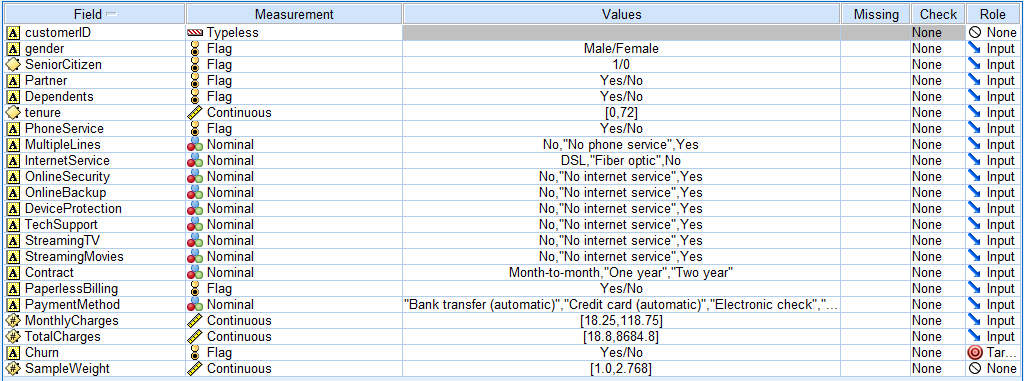 Field Measurement Values Missing Check Role
A customerID Typeless None None
A gender Flag Male/Female None Input
SeniorCitizen Flag 1/0 None Input
A Partner Flag Yes/No None Input
A Dependents Flag Yes/No None Input
tenure Continuous [0,72] None Input
A PhoneService Flag Yes/No None Input
A MultipleLines Nominal No,"No phone service",Yes None Input
A InternetService Nominal DSL,"Fiber optic",No None Input
A OnlineSecurity Nominal No,"No internet service",Yes None Input
A OnlineBackup Nominal No,"No internet service",Yes None Input
A DeviceProtection Nominal No,"No internet service",Yes None Input
A TechSupport Nominal No,"No internet service",Yes None Input
A StreamingTV Nominal No,"No internet service",Yes None Input
A StreamingMovies Nominal No,"No internet service",Yes None Input
A Contract Nominal Month-to-month,"One year","Two year" None Input
A PaperlessBilling Flag Yes/No None Input
A PaymentMethod Nominal "Bank transfer (automatic)","Credit card (automatic)","Electronic check","... None Input
# MonthlyCharges Continuous [18.25,118.75] None Input
# TotalCharges Continuous [18.8,8684.8] None Input
A Churn Flag Yes/No None Tar...
# SampleWeight Continuous [1.0,2.768] None None